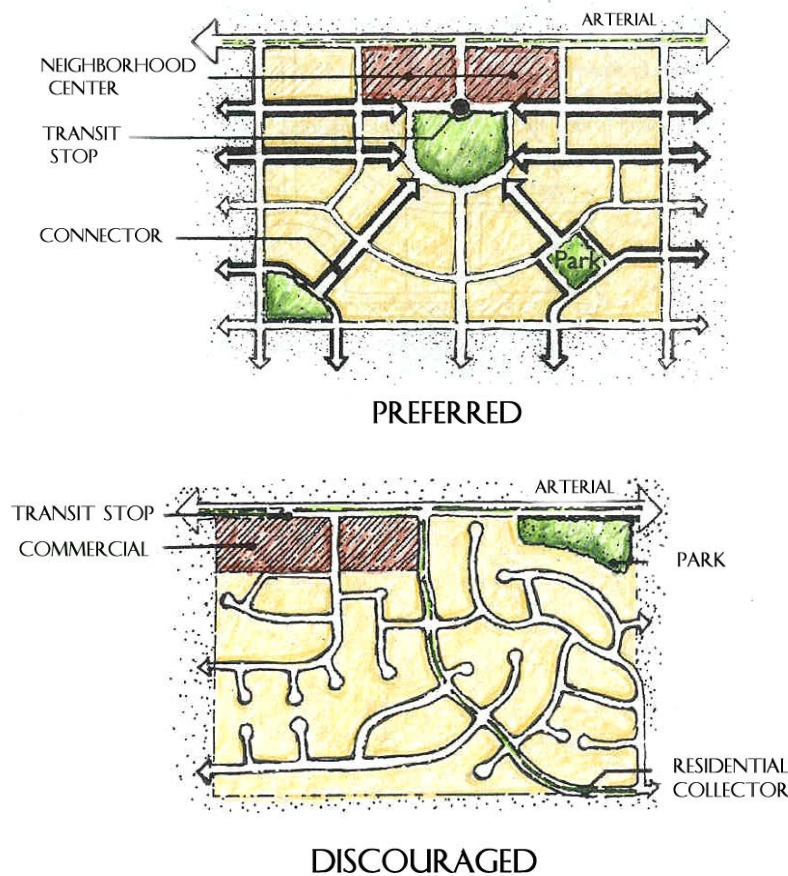 ARTERIAL
NEIGHBORHOOD
CENTER
TRANSIT
STOP
CONNECTOR
Park
PREFERRED
ARTERIAL
TRANSIT STOP
COMMERCIAL
PARK
RESIDENTIAL
COLLECTOR
DISCOURAGED